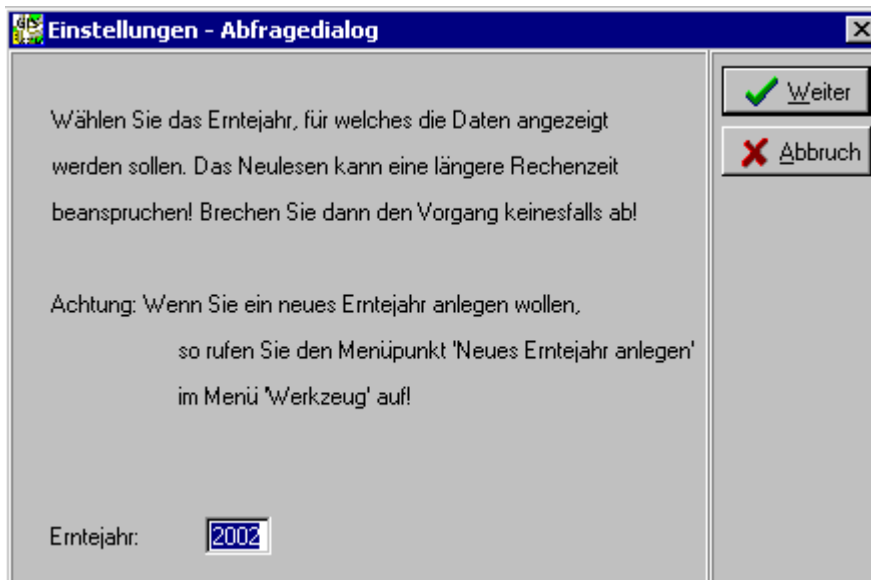 Einstellungen - Abfragedialog
Wählen Sie das Erntejahr, für welches die Daten angezeigt
werden sollen. Das Neulesen kann eine längere Rechenzeit
beanspruchen! Brechen Sie dann den Vorgang keinesfalls ab!
Achtung: Wenn Sie ein neues Erntejahr anlegen wollen,
so rufen Sie den Menüpunkt 'Neues Erntejahr anlegen'
im Menü 'Werkzeug' auf!
Erntejahr: 2002
Weiter
Abbruch